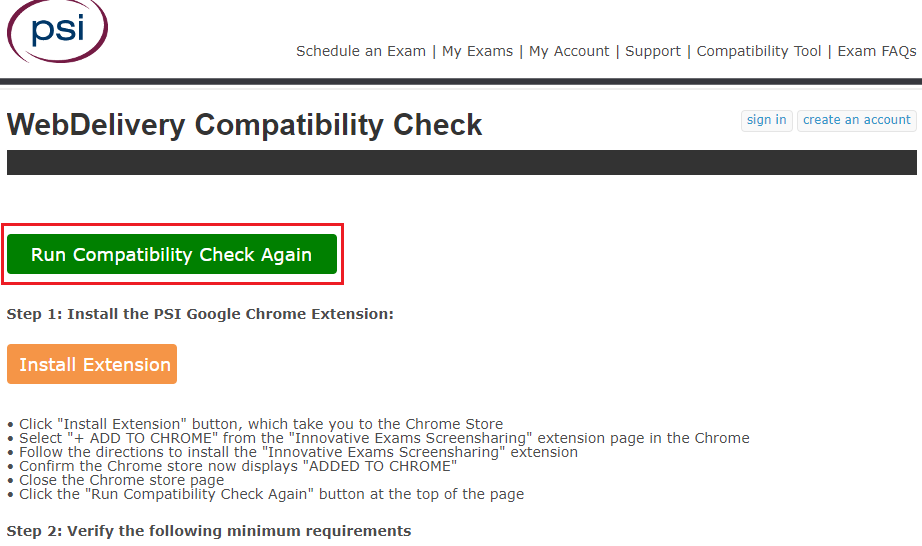 psi
Schedule an Exam | My Exams | My Account | Support | Compatibility Tool | Exam FAQs
WebDelivery Compatibility Check
sign in create an account
Run Compatibility Check Again
Step 1: Install the PSI Google Chrome Extension:
Install Extension
• Click "Install Extension" button, which take you to the Chrome Store
• Select "+ ADD TO CHROME" from the "Innovative Exams Screensharing" extension page in the Chrome
• Follow the directions to install the "Innovative Exams Screensharing" extension
• Confirm the Chrome store now displays "ADDED TO CHROME"
• Close the Chrome store page
• Click the "Run Compatibility Check Again" button at the top of the page
Step 2: Verify the following minimum requirements